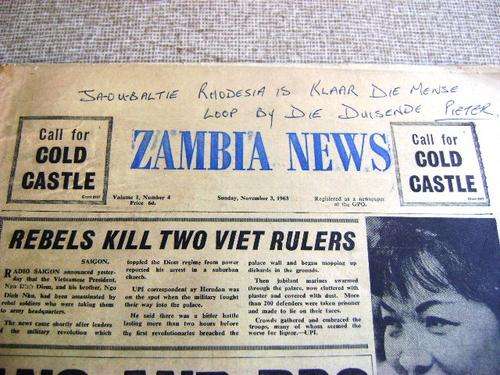 JA-OU-BALTIE RHODESIA IS KLAAR DIE MENSE
LOOP BY DIE DUISENDE PIETER
Call for
COLD
CASTLE
ZAMBIA NEWS
Call for
COLD
CASTLE
Volume 1, Number 4
Price 6d.
Sunday, November 3, 1963
Registered as a newspaper
at the GPO.
REBELS KILL TWO VIET RULERS
SAIGON.
RADIO SAIGON announced yester-
day that the Vietnamese President,
Ngo Dinh Diem, and his brother, Ngo
Dinh Nhu, had been assassinated by
rebel soldiers who were taking them
to army headquarters.
The news came shortly after leaders
of the military revolution which
toppled the Diem regime from power
reported his arrest in a suburban
church.
UPI correspondent Ay Herndon was
on the spot when the military fought
their way into the palace.
He said there was a bitter battle
lasting more than two hours before
the first revolutionaries breached the
palace wall and began mopping up
diehards in the grounds.
Then jubilant marines swarmed
through the palace, now cluttered with
plaster and covered with dust. More
than 200 defenders were taken prisoner
and made to lie on their faces.
Crowds gathered and embraced the
troops, many of whom seemed the
worse for liquor.—UPI.